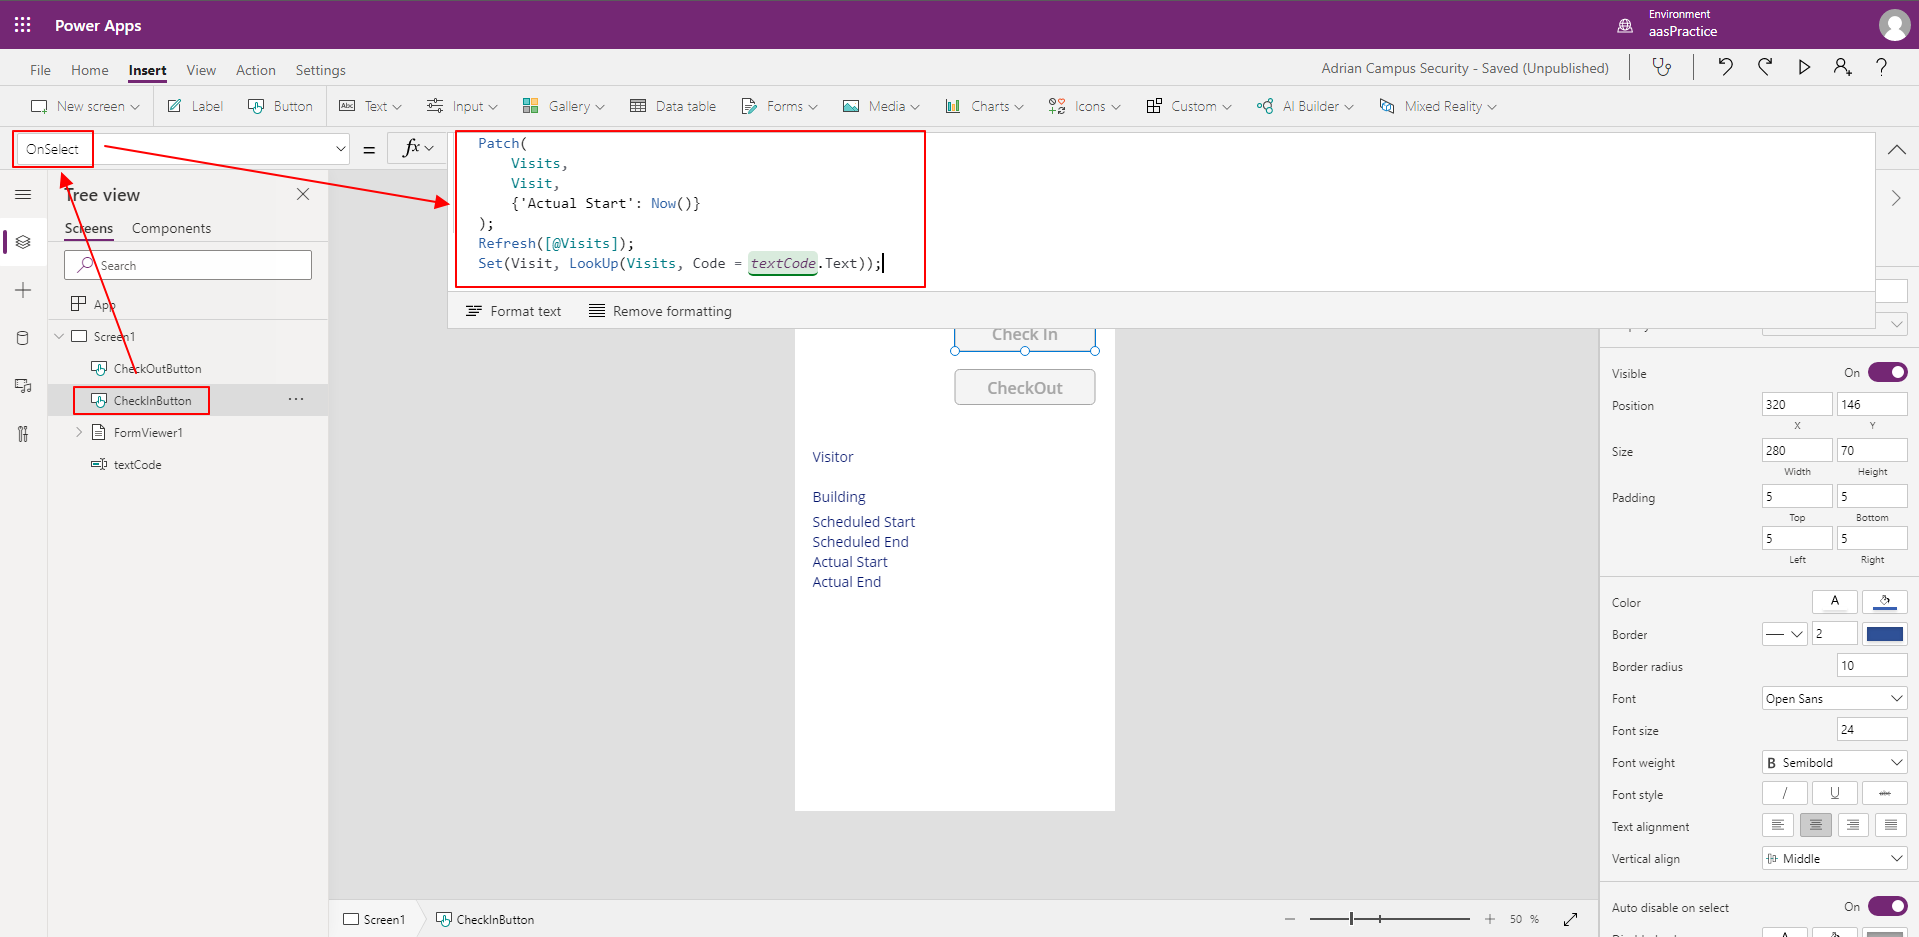 Power Apps
Environment
aasPractice
File Home Insert View Action Settings
Adrian Campus Security - Saved (Unpublished)
New screen Label Button Abc Text Input Gallery Data table Forms Media Charts Icons Custom AI Builder Mixed Reality
OnSelect = fx
Patch(
Visits,
Visit,
{'Actual Start': Now()}
);
Refresh([@Visits]);
Set(Visit, LookUp(Visits, Code = textCode.Text));
Format text Remove formatting
Tree view
Screens Components
Search
App
Screen1
CheckOutButton
CheckInButton ...
FormViewer1
textCode
Check In
CheckOut
Visitor
Building
Scheduled Start
Scheduled End
Actual Start
Actual End
Visible On
Position 320 146
X Y
Size 280 70
Width Height
Padding 5 5
Top Bottom
5 5
Left Right
Color A
Border 2
Border radius 10
Font Open Sans
Font size 24
Font weight B Semibold
Font style / U abc
Text alignment
Vertical align Middle
Auto disable on select On
Screen1 CheckInButton
50 %